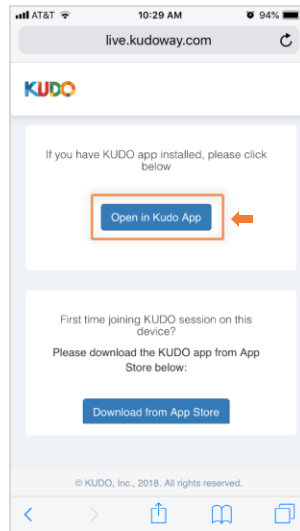 AT&T 10:29 AM 94%
live.kudoway.com
KUDO
If you have KUDO app installed, please click
below
Open in Kudo App
First time joining KUDO session on this
device?
Please download the KUDO app from App
Store below:
Download from App Store
© KUDO, Inc., 2018. All rights reserved.